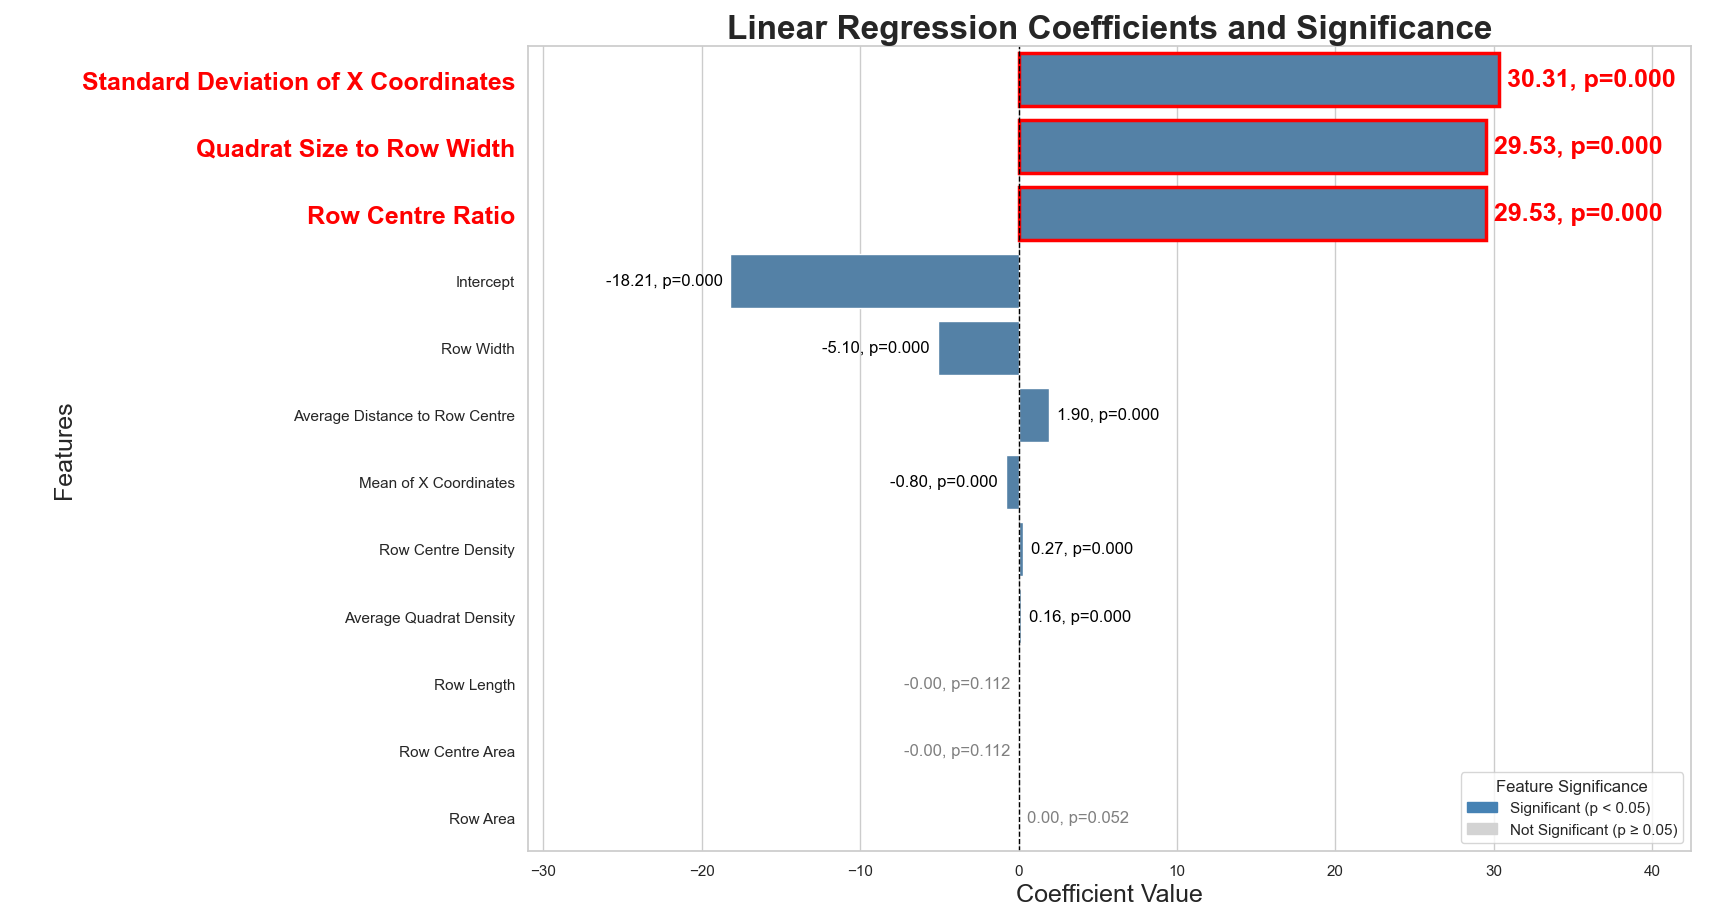 Linear Regression Coefficients and Significance
Standard Deviation of X Coordinates
30.31, p=0.000
Quadrat Size to Row Width
29.53, p=0.000
Row Centre Ratio
29.53, p=0.000
Intercept
-18.21, p=0.000
Row Width
-5.10, p=0.000
Average Distance to Row Centre
1.90, p=0.000
Mean of X Coordinates
-0.80, p=0.000
Row Centre Density
0.27, p=0.000
Average Quadrat Density
0.16, p=0.000
Row Length
-0.00, p=0.112
Row Centre Area
-0.00, p=0.112
Row Area
0.00, p=0.052
Features
Feature Significance
Significant (p < 0.05)
Not Significant (p ≥ 0.05)
−30 −20 −10 0 10 20 30 40
Coefficient Value